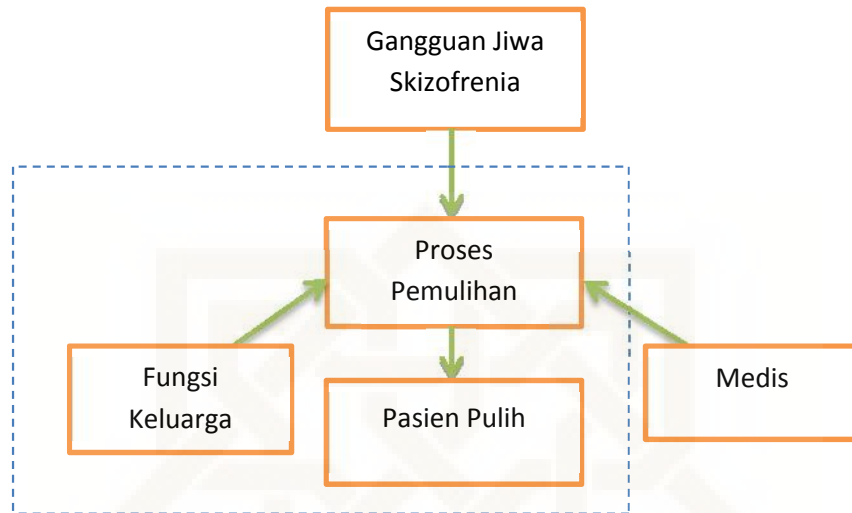 Gangguan Jiwa
Skizofrenia
Proses
Pemulihan
Fungsi
Keluarga
Pasien Pulih
Medis